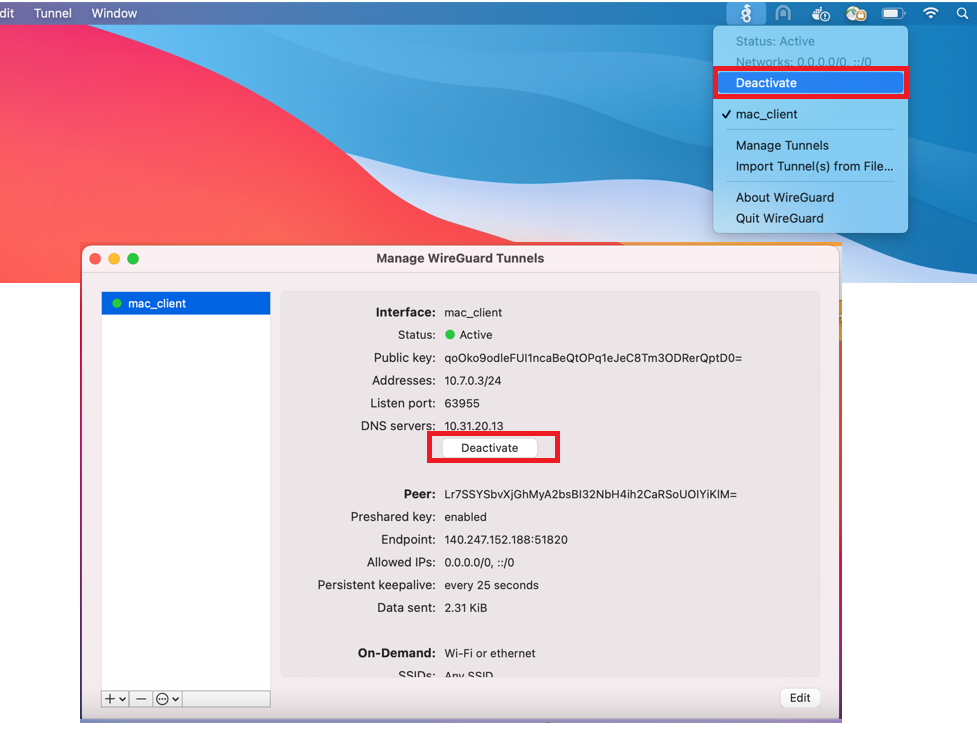 dit Tunnel Window
Status: Active
Networks: 0.0.0.0/0, ::/0
Deactivate
✓ mac_client
Manage Tunnels
Import Tunnel(s) from File...
About WireGuard
Quit WireGuard
Manage WireGuard Tunnels
mac_client
Interface: mac_client
Status: Active
Public key: qoOko9odleFUI1ncaBeQtOPq1eJeC8Tm3ODRerQptD0=
Addresses: 10.7.0.3/24
Listen port: 63955
DNS servers: 10.31.20.13
Deactivate
Peer: Lr7SSYSbvXjGhMyA2bsBI32NbH4ih2CaRSoUOIYiKIM=
Preshared key: enabled
Endpoint: 140.247.152.188:51820
Allowed IPs: 0.0.0.0/0, ::/0
Persistent keepalive: every 25 seconds
Data sent: 2.31 KiB
On-Demand: Wi-Fi or ethernet
SSIDs: Any SSID
Edit